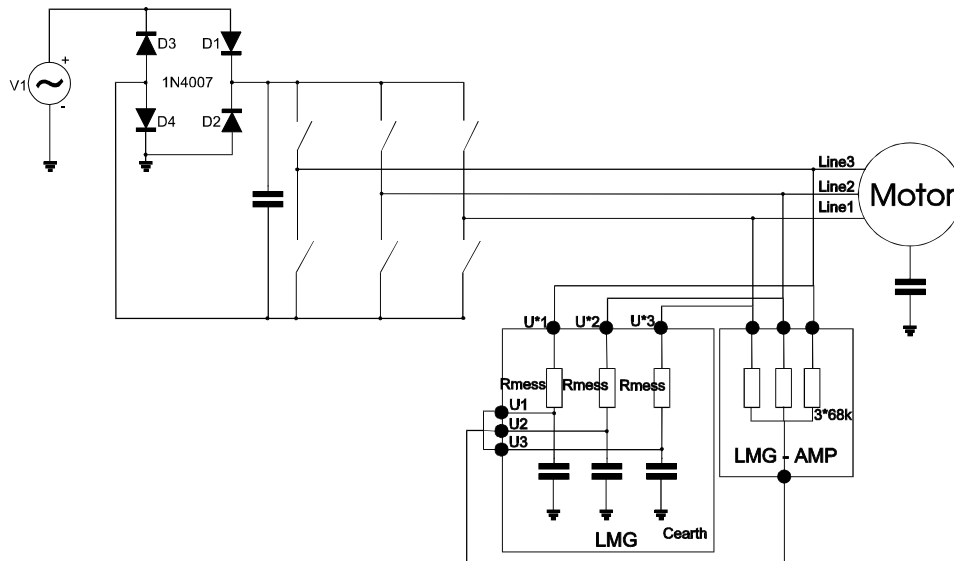 +
D3
D1
V1
1N4007
-
D4
D2
Line3
Line2
Line1
Motor
U*1
U*2
U*3
Rmess
Rmess
Rmess
U1
U2
U3
3*68k
LMG - AMP
Cearth
LMG